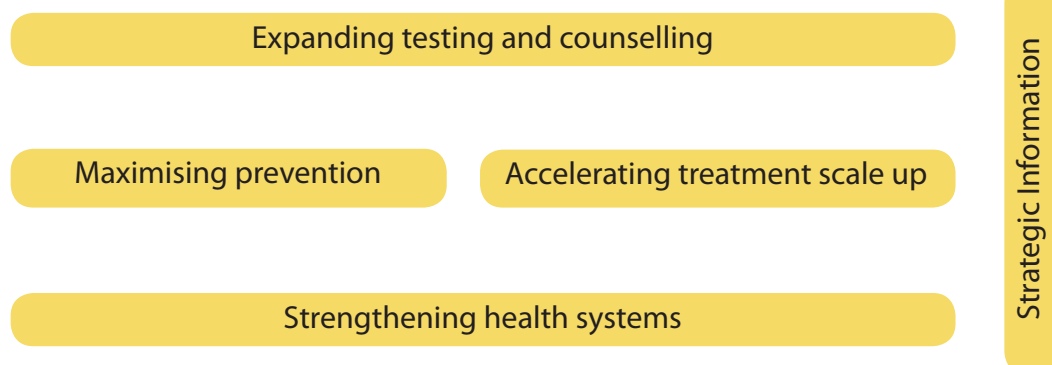 Expanding testing and counselling
Maximising prevention
Accelerating treatment scale up
Strengthening health systems
Strategic Information